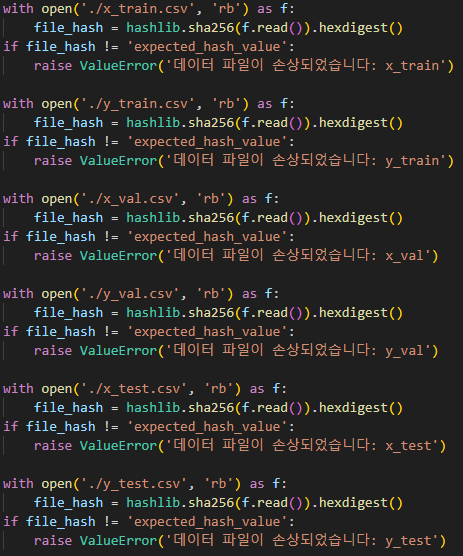 with open('./x_train.csv', 'rb') as f:
    file_hash = hashlib.sha256(f.read()).hexdigest()
if file_hash != 'expected_hash_value':
    raise ValueError('데이터 파일이 손상되었습니다: x_train')

with open('./y_train.csv', 'rb') as f:
    file_hash = hashlib.sha256(f.read()).hexdigest()
if file_hash != 'expected_hash_value':
    raise ValueError('데이터 파일이 손상되었습니다: y_train')

with open('./x_val.csv', 'rb') as f:
    file_hash = hashlib.sha256(f.read()).hexdigest()
if file_hash != 'expected_hash_value':
    raise ValueError('데이터 파일이 손상되었습니다: x_val')

with open('./y_val.csv', 'rb') as f:
    file_hash = hashlib.sha256(f.read()).hexdigest()
if file_hash != 'expected_hash_value':
    raise ValueError('데이터 파일이 손상되었습니다: y_val')

with open('./x_test.csv', 'rb') as f:
    file_hash = hashlib.sha256(f.read()).hexdigest()
if file_hash != 'expected_hash_value':
    raise ValueError('데이터 파일이 손상되었습니다: x_test')

with open('./y_test.csv', 'rb') as f:
    file_hash = hashlib.sha256(f.read()).hexdigest()
if file_hash != 'expected_hash_value':
    raise ValueError('데이터 파일이 손상되었습니다: y_test')